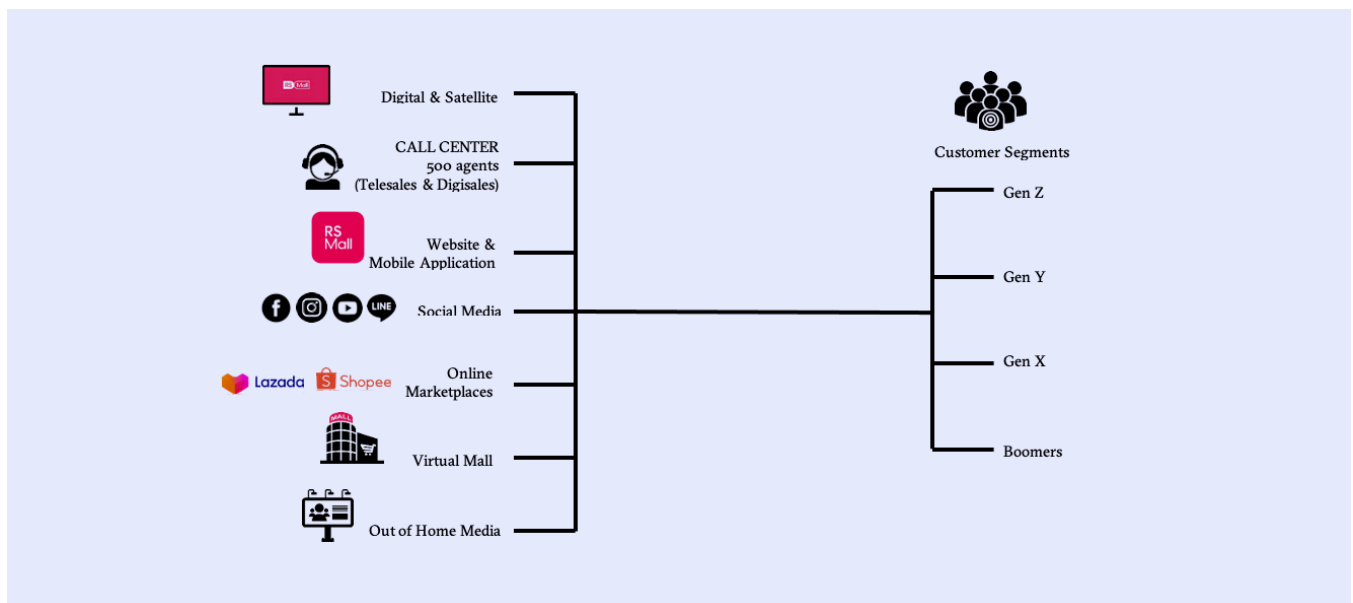 RS Mall
Digital & Satellite
CALL CENTER
500 agents
(Telesales & Digisales)
RS
Mall
Website &
Mobile Application
LINE
Social Media
Lazada
Shopee
Online
Marketplaces
MALL
Virtual Mall
Out of Home Media
Customer Segments
Gen Z
Gen Y
Gen X
Boomers